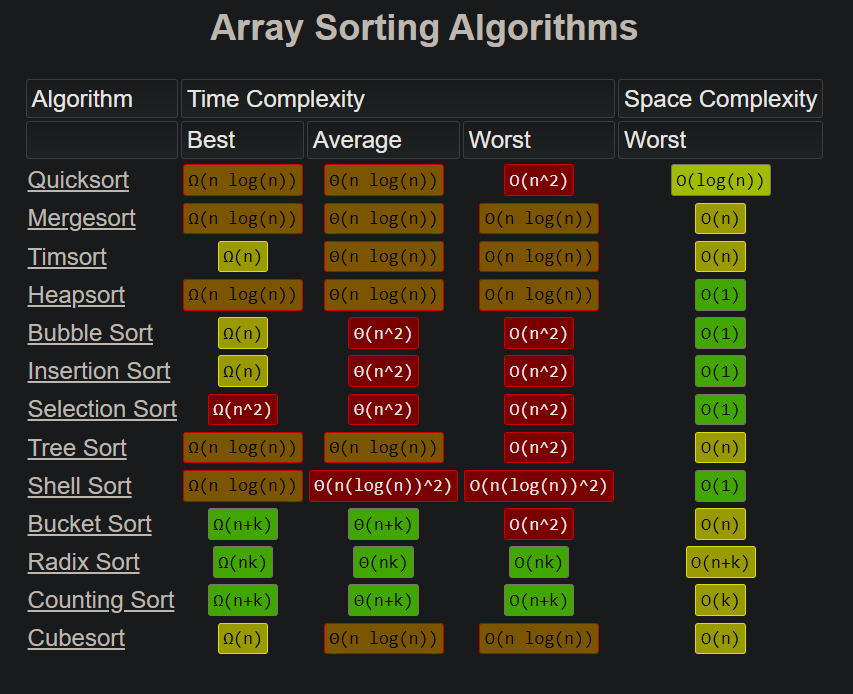 Array Sorting Algorithms
Algorithm Time Complexity Space Complexity
Best Average Worst Worst
Quicksort Ω(n log(n)) Θ(n log(n)) O(n^2) O(log(n))
Mergesort Ω(n log(n)) Θ(n log(n)) O(n log(n)) O(n)
Timsort Ω(n) Θ(n log(n)) O(n log(n)) O(n)
Heapsort Ω(n log(n)) Θ(n log(n)) O(n log(n)) O(1)
Bubble Sort Ω(n) Θ(n^2) O(n^2) O(1)
Insertion Sort Ω(n) Θ(n^2) O(n^2) O(1)
Selection Sort Ω(n^2) Θ(n^2) O(n^2) O(1)
Tree Sort Ω(n log(n)) Θ(n log(n)) O(n^2) O(n)
Shell Sort Ω(n log(n)) Θ(n(log(n))^2) O(n(log(n))^2) O(1)
Bucket Sort Ω(n+k) Θ(n+k) O(n^2) O(n)
Radix Sort Ω(nk) Θ(nk) O(nk) O(n+k)
Counting Sort Ω(n+k) Θ(n+k) O(n+k) O(k)
Cubesort Ω(n) Θ(n log(n)) O(n log(n)) O(n)